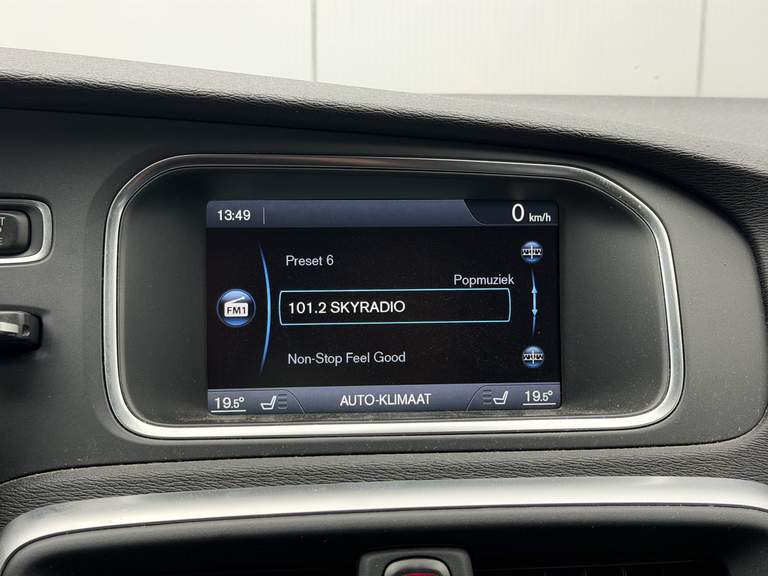 13:49
0 km/h
Preset 6
Popmuziek
FM1
101.2 SKYRADIO
Non-Stop Feel Good
19.5° AUTO-KLIMAAT 19.5°